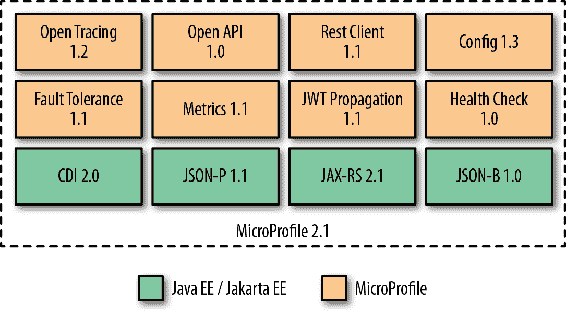 Open Tracing
1.2
Open API
1.0
Rest Client
1.1
Config 1.3
Fault Tolerance
1.1
Metrics 1.1
JWT Propagation
1.1
Health Check
1.0
CDI 2.0
JSON-P 1.1
JAX-RS 2.1
JSON-B 1.0
MicroProfile 2.1
Java EE / Jakarta EE
MicroProfile